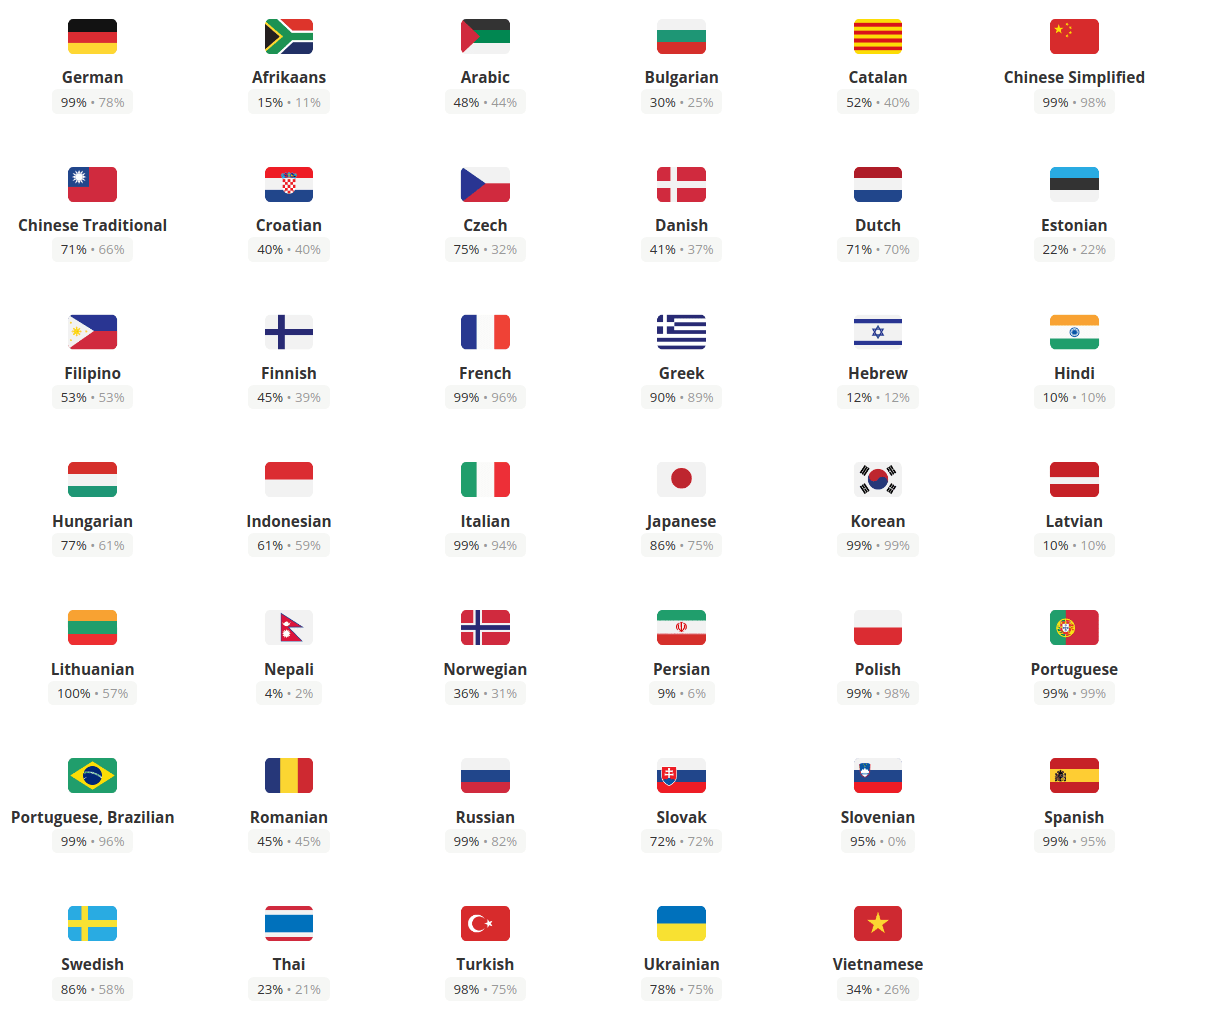 German Afrikaans Arabic Bulgarian Catalan Chinese Simplified
99% • 78% 15% • 11% 48% • 44% 30% • 25% 52% • 40% 99% • 98%
Chinese Traditional Croatian Czech Danish Dutch Estonian
71% • 66% 40% • 40% 75% • 32% 41% • 37% 71% • 70% 22% • 22%
Filipino Finnish French Greek Hebrew Hindi
53% • 53% 45% • 39% 99% • 96% 90% • 89% 12% • 12% 10% • 10%
Hungarian Indonesian Italian Japanese Korean Latvian
77% • 61% 61% • 59% 99% • 94% 86% • 75% 99% • 99% 10% • 10%
Lithuanian Nepali Norwegian Persian Polish Portuguese
100% • 57% 4% • 2% 36% • 31% 9% • 6% 99% • 98% 99% • 99%
Portuguese, Brazilian Romanian Russian Slovak Slovenian Spanish
99% • 96% 45% • 45% 99% • 82% 72% • 72% 95% • 0% 99% • 95%
Swedish Thai Turkish Ukrainian Vietnamese
86% • 58% 23% • 21% 98% • 75% 78% • 75% 34% • 26%